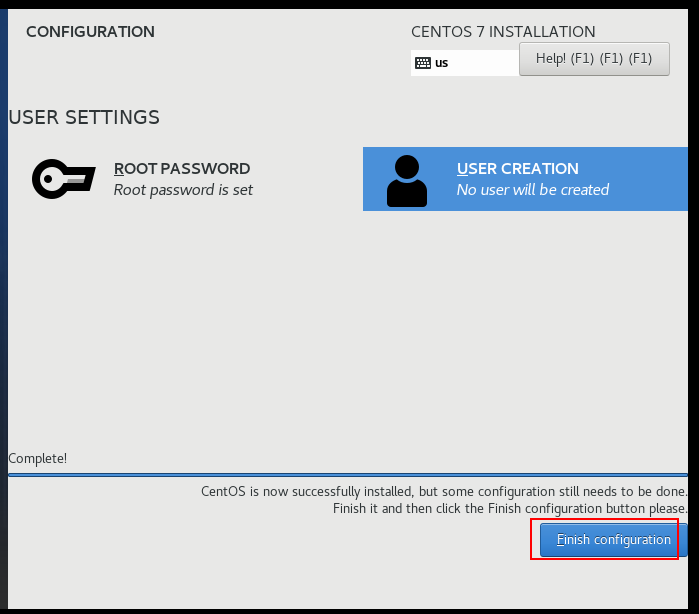 CONFIGURATION
CENTOS 7 INSTALLATION
us
Help! (F1) (F1) (F1)
USER SETTINGS
ROOT PASSWORD
Root password is set
USER CREATION
No user will be created
Complete!
CentOS is now successfully installed, but some configuration still needs to be done.
Finish it and then click the Finish configuration button please.
Finish configuration